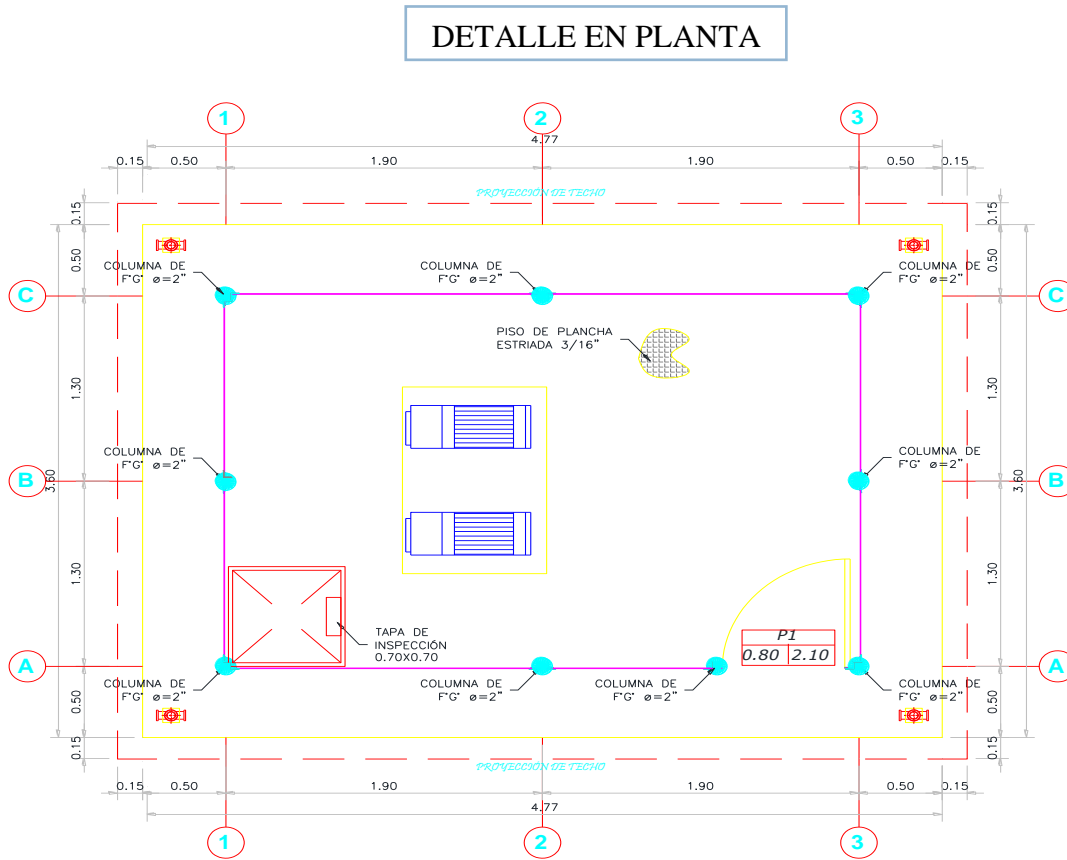 DETALLE EN PLANTA
1 2 3
4.77
0.15 0.50 1.90 1.90 0.50 0.15
PROYECCIÓN DE TECHO
0.15 0.15
0.50 0.50
COLUMNA DE
F°G° ø=2"
COLUMNA DE
F°G° ø=2"
COLUMNA DE
F°G° ø=2"
C C
PISO DE PLANCHA
ESTRIADA 3/16"
1.30 1.30
COLUMNA DE
F°G° ø=2"
COLUMNA DE
F°G° ø=2"
B B
3.60 3.60
1.30 1.30
TAPA DE
INSPECCIÓN
0.70X0.70
P1
0.80 2.10
A A
COLUMNA DE
F°G° ø=2"
COLUMNA DE
F°G° ø=2"
COLUMNA DE
F°G° ø=2"
COLUMNA DE
F°G° ø=2"
0.50 0.50
0.15 0.15
PROYECCIÓN DE TECHO
0.15 0.50 1.90 1.90 0.50 0.15
4.77
1 2 3